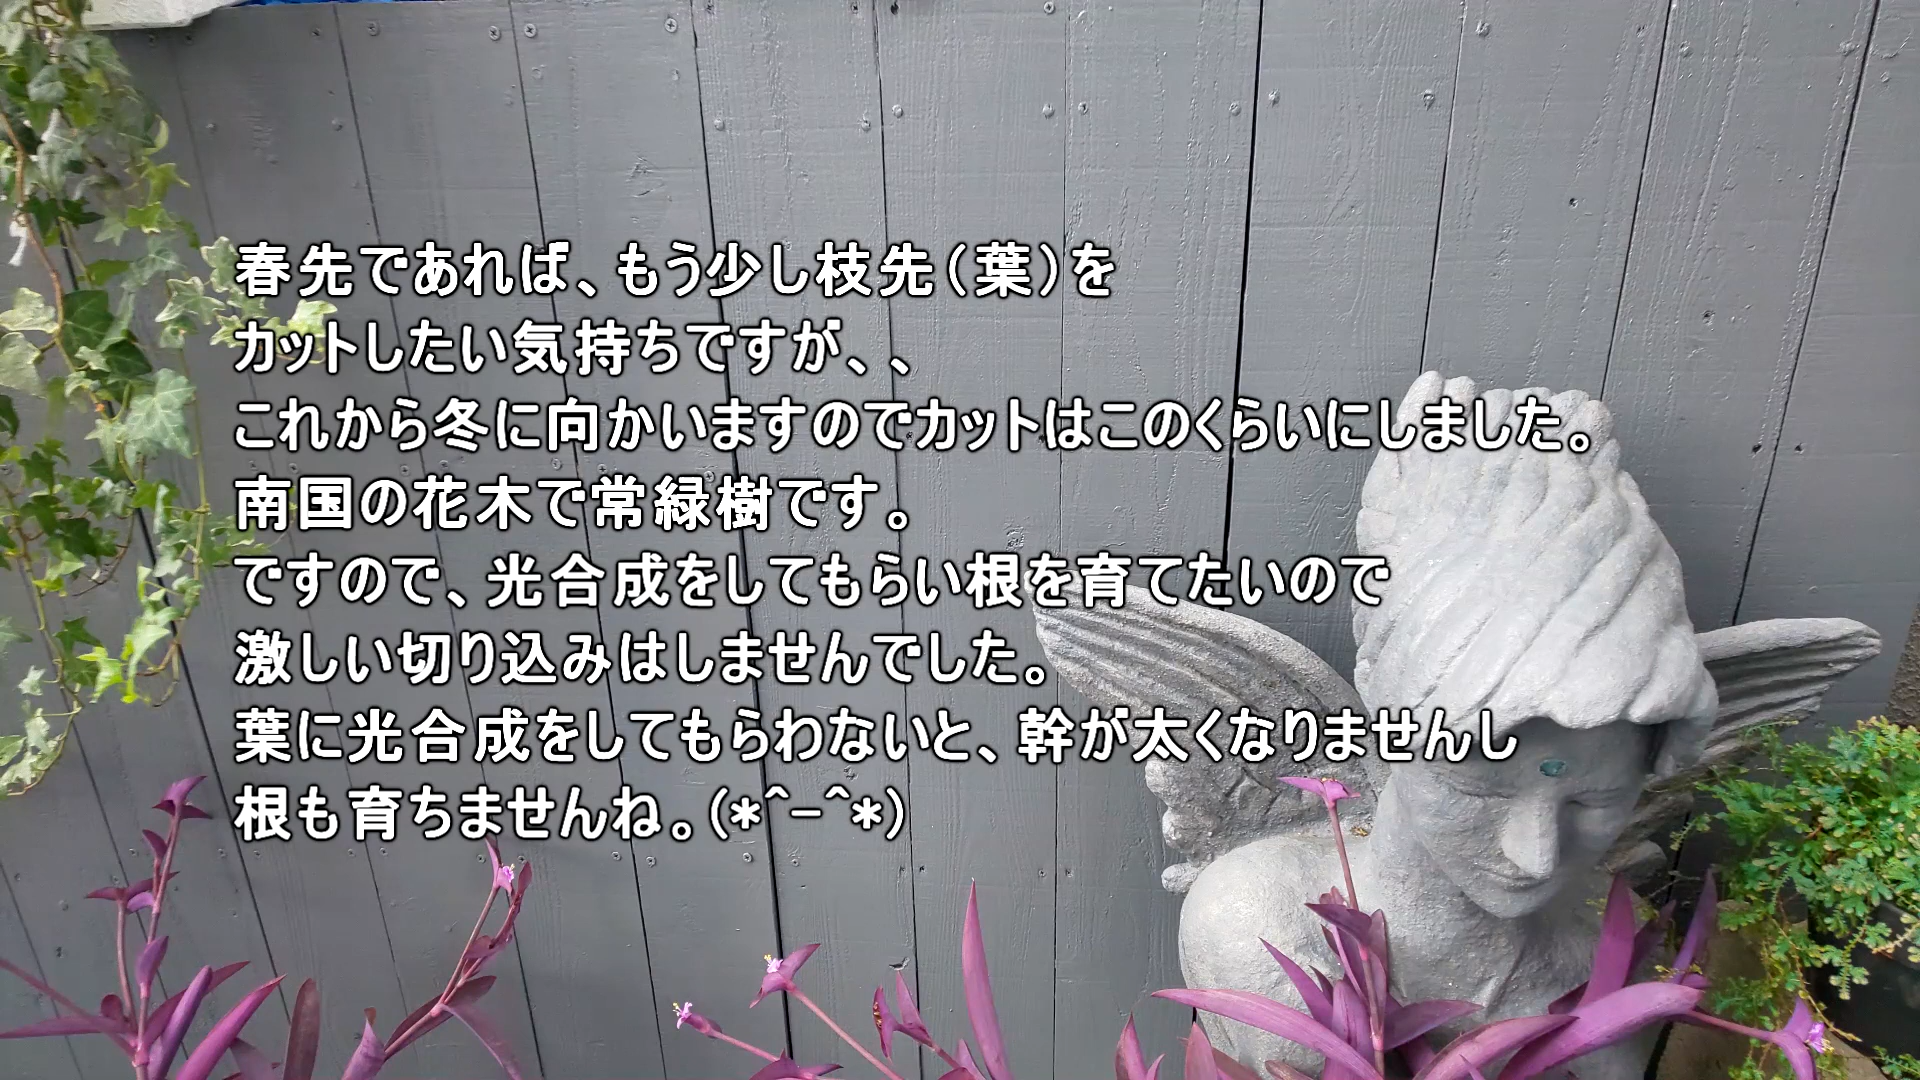 春先であれば、もう少し枝先(葉)を
カットしたい気持ちですが、、
これから冬に向かいますのでカットはこのくらいにしました。
南国の花木で常緑樹です。
ですので、光合成をしてもらい根を育てたいので
激しい切り込みはしませんでした。
葉に光合成をしてもらわないと、幹が太くなりませんし
根も育ちませんね。(*^-^*)